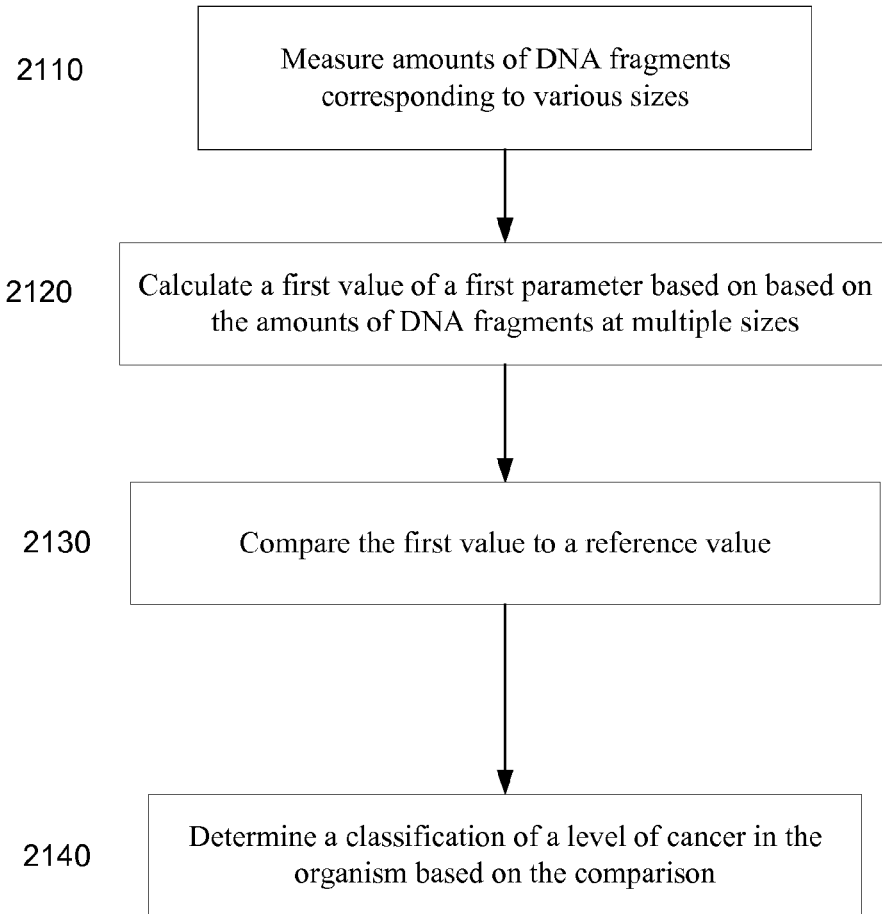 2110
Measure amounts of DNA fragments
corresponding to various sizes
2120
Calculate a first value of a first parameter based on based on
the amounts of DNA fragments at multiple sizes
2130
Compare the first value to a reference value
2140
Determine a classification of a level of cancer in the
organism based on the comparison